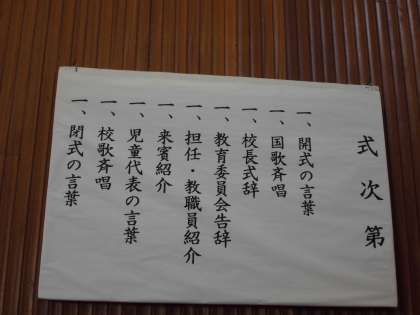 式次第
一、開式の言葉
一、国歌斉唱
一、校長式辞
一、教育委員会告辞
一、担任・教職員紹介
一、来賓紹介
一、児童代表の言葉
一、校歌斉唱
一、閉式の言葉